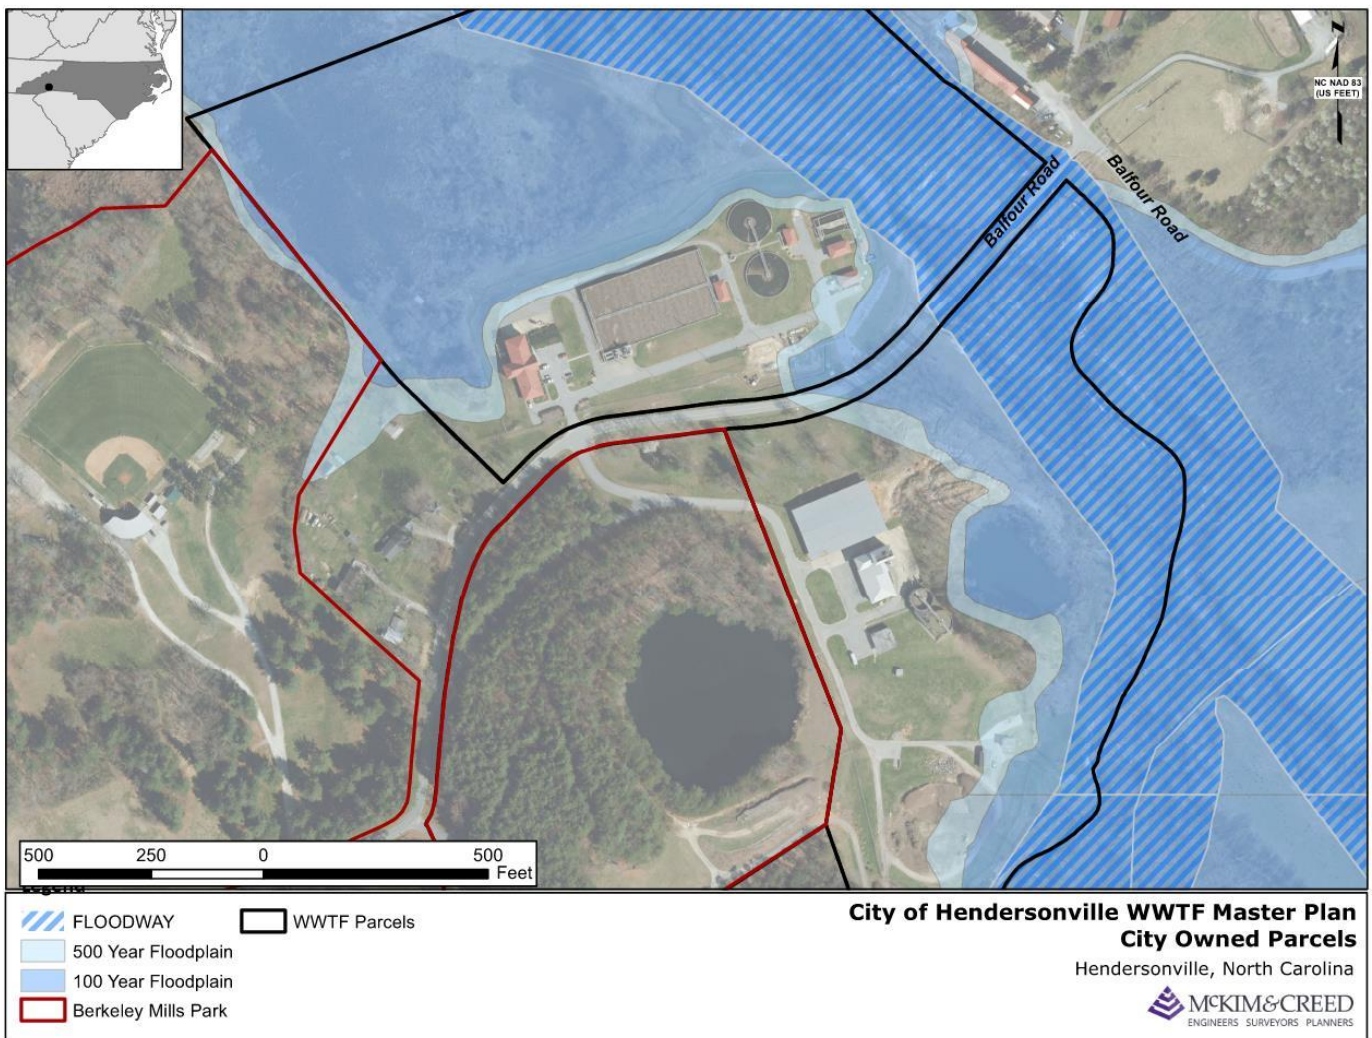 Z
NC NAD 83
(US FEET)
Balfour Road
Balfour Road
500 250 0 500
Feet
Legend
FLOODWAY
WWTF Parcels
500 Year Floodplain
100 Year Floodplain
Berkeley Mills Park
City of Hendersonville WWTF Master Plan
City Owned Parcels
Hendersonville, North Carolina
McKIM&CREED
ENGINEERS SURVEYORS PLANNERS